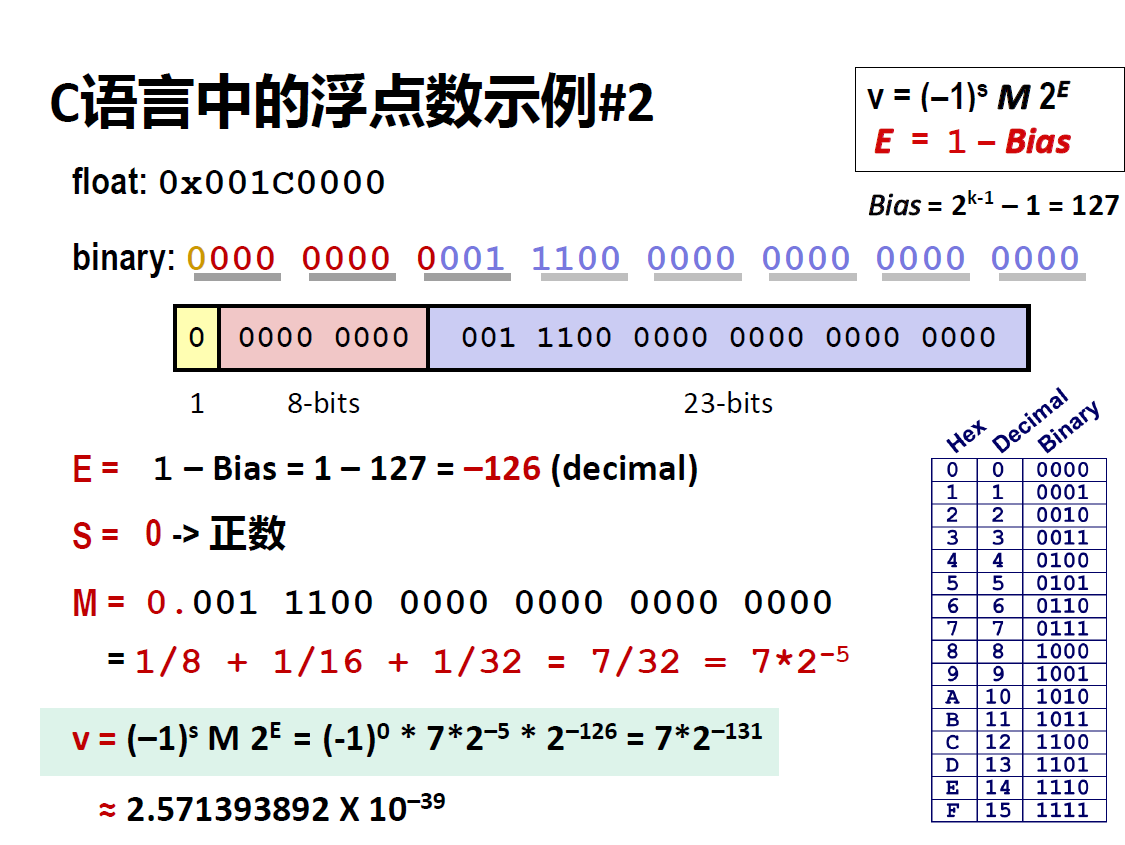 C语言中的浮点数示例#2
v = (–1)ˢ M 2ᴱ
E = 1 – Bias
Bias = 2ᵏ⁻¹ – 1 = 127
float: 0x001C0000
binary: 0000 0000 0001 1100 0000 0000 0000 0000
0 0000 0000 001 1100 0000 0000 0000 0000
1 8-bits 23-bits
E = 1 – Bias = 1 – 127 = –126 (decimal)
S = 0 -> 正数
M = 0.001 1100 0000 0000 0000 0000
= 1/8 + 1/16 + 1/32 = 7/32 = 7*2⁻⁵
v = (–1)ˢ M 2ᴱ = (-1)⁰ * 7*2⁻⁵ * 2⁻¹²⁶ = 7*2⁻¹³¹
≈ 2.571393892 X 10⁻³⁹
Hex Decimal Binary
0 0 0000
1 1 0001
2 2 0010
3 3 0011
4 4 0100
5 5 0101
6 6 0110
7 7 0111
8 8 1000
9 9 1001
A 10 1010
B 11 1011
C 12 1100
D 13 1101
E 14 1110
F 15 1111